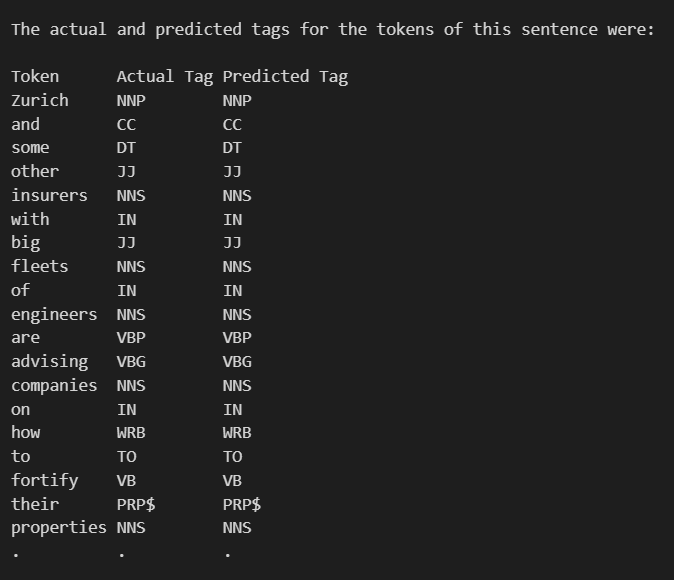 The actual and predicted tags for the tokens of this sentence were:
Token Actual Tag Predicted Tag
Zurich NNP NNP
and CC CC
some DT DT
other JJ JJ
insurers NNS NNS
with IN IN
big JJ JJ
fleets NNS NNS
of IN IN
engineers NNS NNS
are VBP VBP
advising VBG VBG
companies NNS NNS
on IN IN
how WRB WRB
to TO TO
fortify VB VB
their PRP$ PRP$
properties NNS NNS
. . .